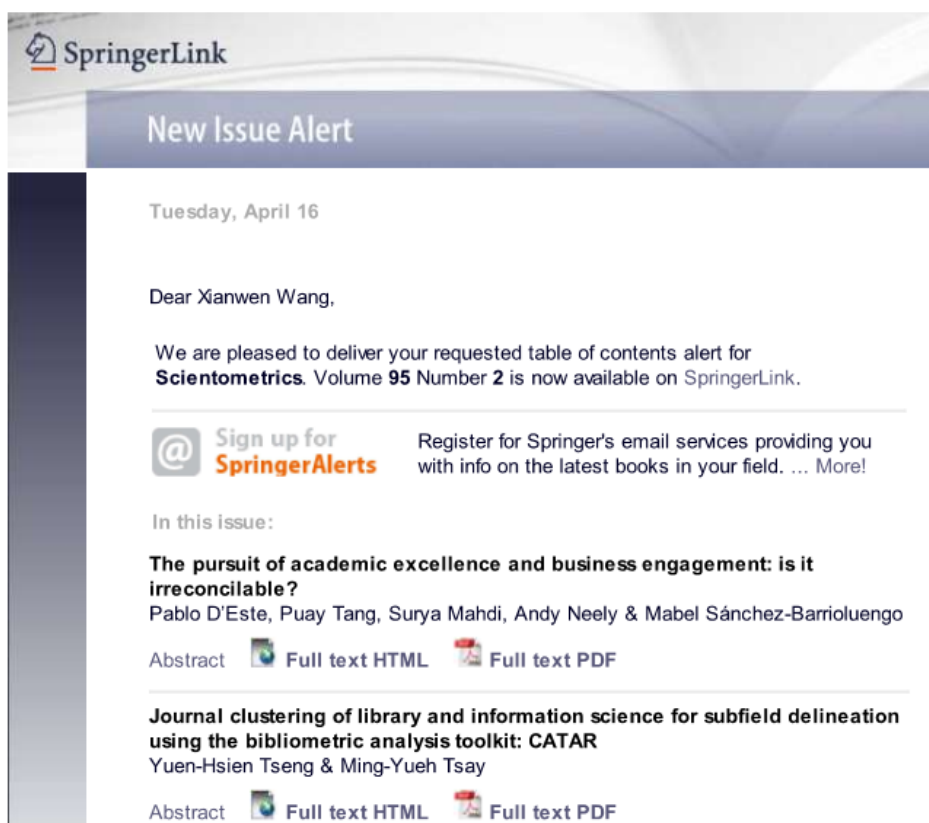 SpringerLink
New Issue Alert
Tuesday, April 16
Dear Xianwen Wang,
We are pleased to deliver your requested table of contents alert for
Scientometrics. Volume 95 Number 2 is now available on SpringerLink.
@ Sign up for
SpringerAlerts
Register for Springer's email services providing you
with info on the latest books in your field. ... More!
In this issue:
The pursuit of academic excellence and business engagement: is it
irreconcilable?
Pablo D'Este, Puay Tang, Surya Mahdi, Andy Neely & Mabel Sánchez-Barrioluengo
Abstract Full text HTML Full text PDF
Journal clustering of library and information science for subfield delineation
using the bibliometric analysis toolkit: CATAR
Yuen-Hsien Tseng & Ming-Yueh Tsay
Abstract Full text HTML Full text PDF